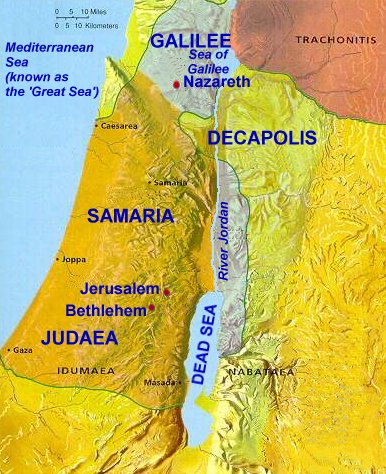 0 5 10 Miles
0 5 10 Kilometers
Mediterranean
Sea
(known as
the 'Great Sea')
GALILEE
TRACHONITIS
Sea of
Galilee
Nazareth
Caesarea
DECAPOLIS
Samaria
SAMARIA
River Jordan
Joppa
Jerusalem
Bethlehem
JUDAEA
DEAD SEA
Gaza
IDUMAEA
Masada
NABATAEA